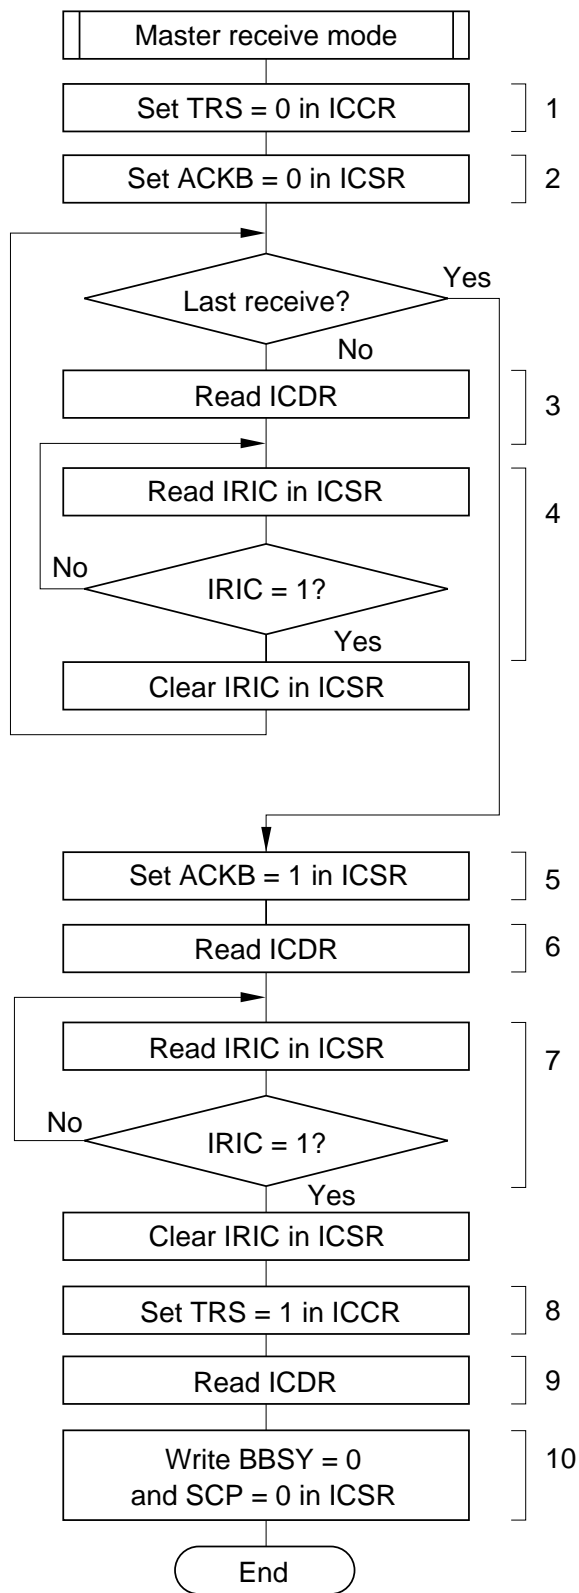 Master receive mode
Set TRS = 0 in ICCR
1
Set ACKB = 0 in ICSR
2
Last receive?
Yes
No
Read ICDR
3
Read IRIC in ICSR
4
No
IRIC = 1?
Yes
Clear IRIC in ICSR
Set ACKB = 1 in ICSR
5
Read ICDR
6
Read IRIC in ICSR
7
No
IRIC = 1?
Yes
Clear IRIC in ICSR
Set TRS = 1 in ICCR
8
Read ICDR
9
Write BBSY = 0
and SCP = 0 in ICSR
10
End